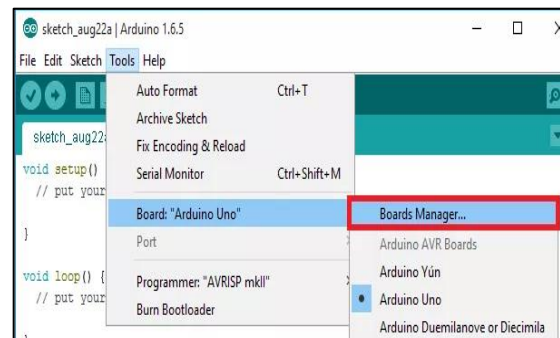 sketch_aug22a | Arduino 1.6.5
File Edit Sketch Tools Help
sketch_aug22
void setup()
// put your
}
void loop() {
// put your
}
Auto Format Ctrl+T
Archive Sketch
Fix Encoding & Reload
Serial Monitor Ctrl+Shift+M
Board: "Arduino Uno"
Port
Programmer: "AVRISP mkII"
Burn Bootloader
Boards Manager...
Arduino AVR Boards
Arduino Yún
Arduino Uno
Arduino Duemilanove or Diecimila